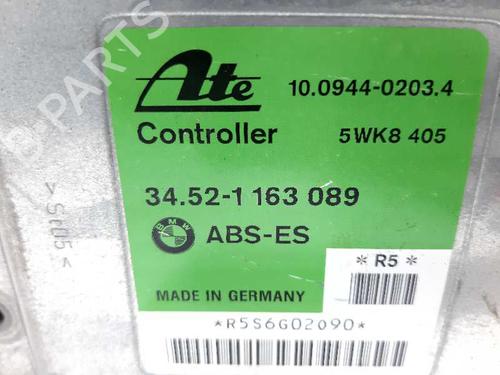 Ate
10.0944-0203.4
Controller
5WK8 405
34.52-1 163 089
BMW
ABS-ES
* R5 *
MADE IN GERMANY
*R5S6G02090*
B-PARTS